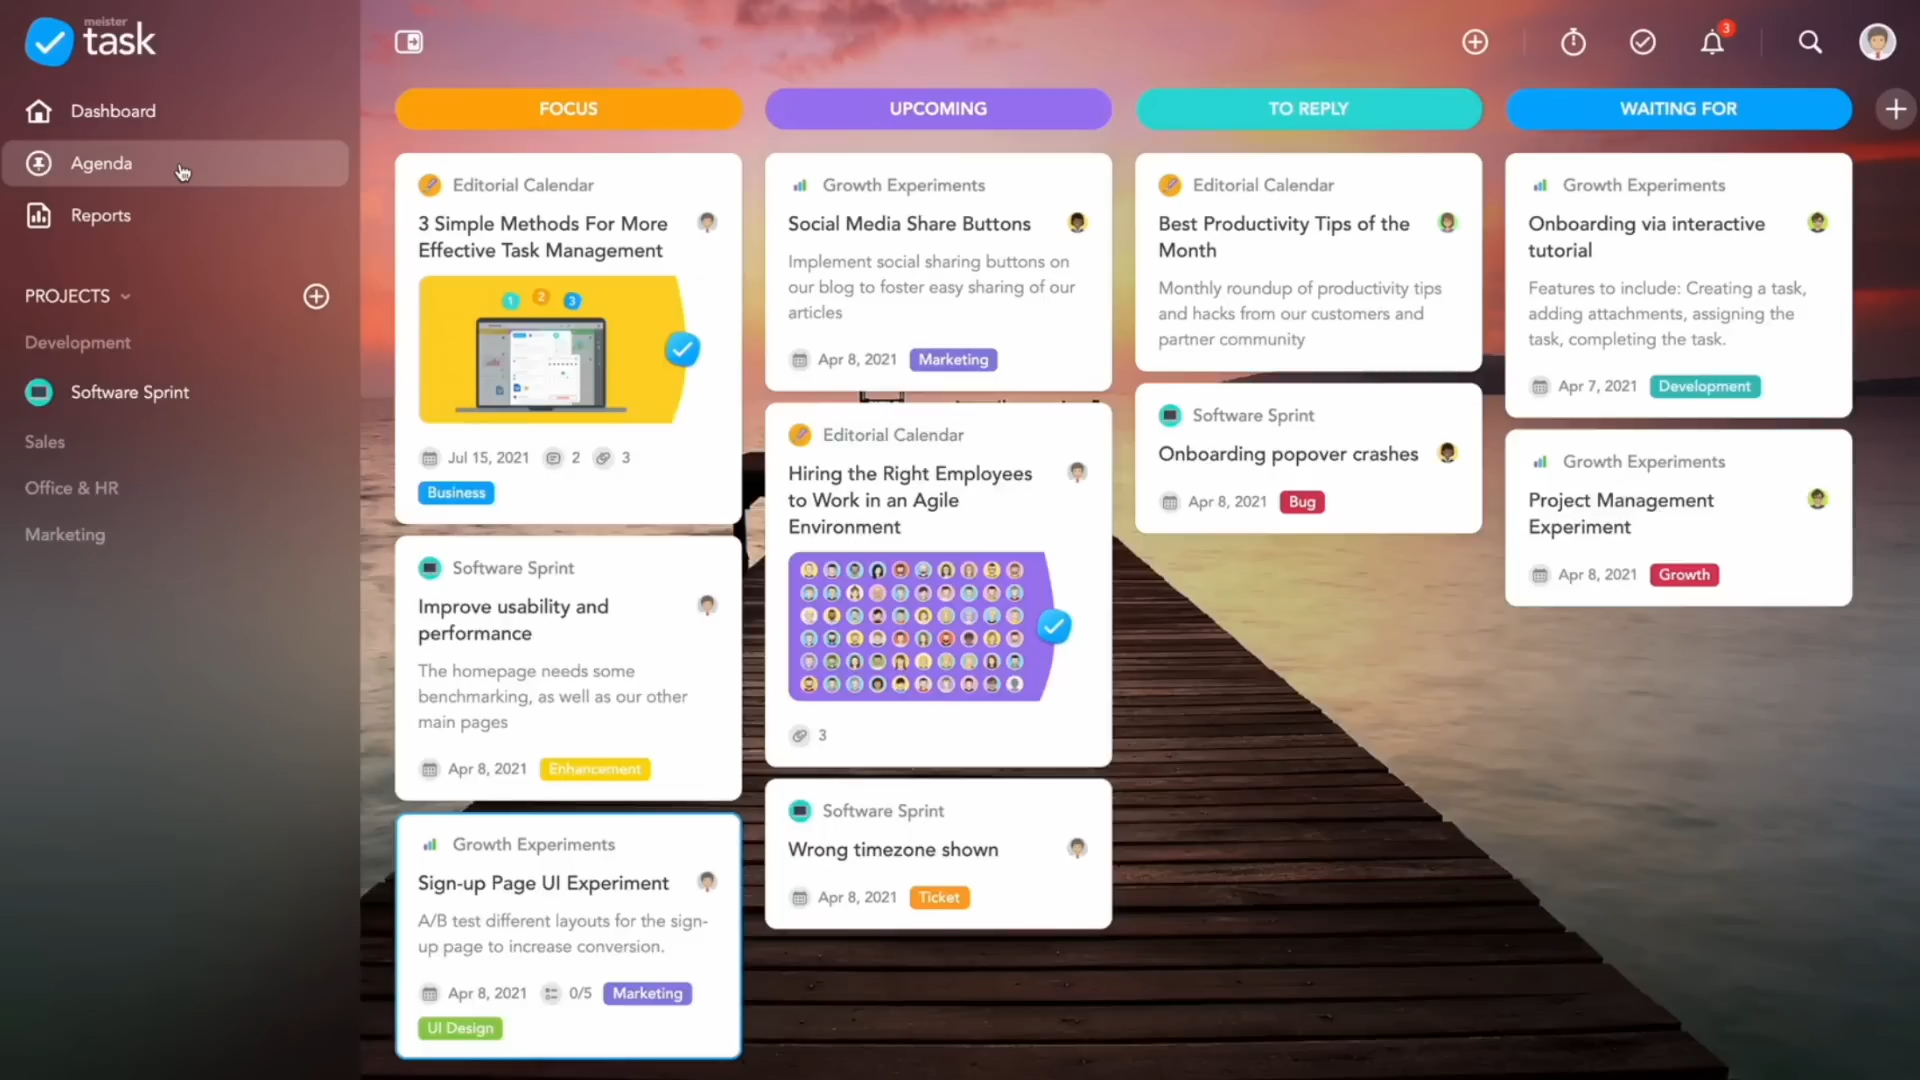 meister
task
Dashboard
Agenda
Reports
PROJECTS
Development
Software Sprint
Sales
Office & HR
Marketing
3
FOCUS
Editorial Calendar
3 Simple Methods For More
Effective Task Management
1 2 3
Jul 15, 2021 2 3
Business
Software Sprint
Improve usability and
performance
The homepage needs some
benchmarking, as well as our other
main pages
Apr 8, 2021 Enhancement
Growth Experiments
Sign-up Page UI Experiment
A/B test different layouts for the sign-
up page to increase conversion.
Apr 8, 2021 0/5 Marketing
UI Design
UPCOMING
Growth Experiments
Social Media Share Buttons
Implement social sharing buttons on
our blog to foster easy sharing of our
articles
Apr 8, 2021 Marketing
Editorial Calendar
Hiring the Right Employees
to Work in an Agile
Environment
3
Software Sprint
Wrong timezone shown
Apr 8, 2021 Ticket
TO REPLY
Editorial Calendar
Best Productivity Tips of the
Month
Monthly roundup of productivity tips
and hacks from our customers and
partner community
Software Sprint
Onboarding popover crashes
Apr 8, 2021 Bug
WAITING FOR
Growth Experiments
Onboarding via interactive
tutorial
Features to include: Creating a task,
adding attachments, assigning the
task, completing the task.
Apr 7, 2021 Development
Growth Experiments
Project Management
Experiment
Apr 8, 2021 Growth